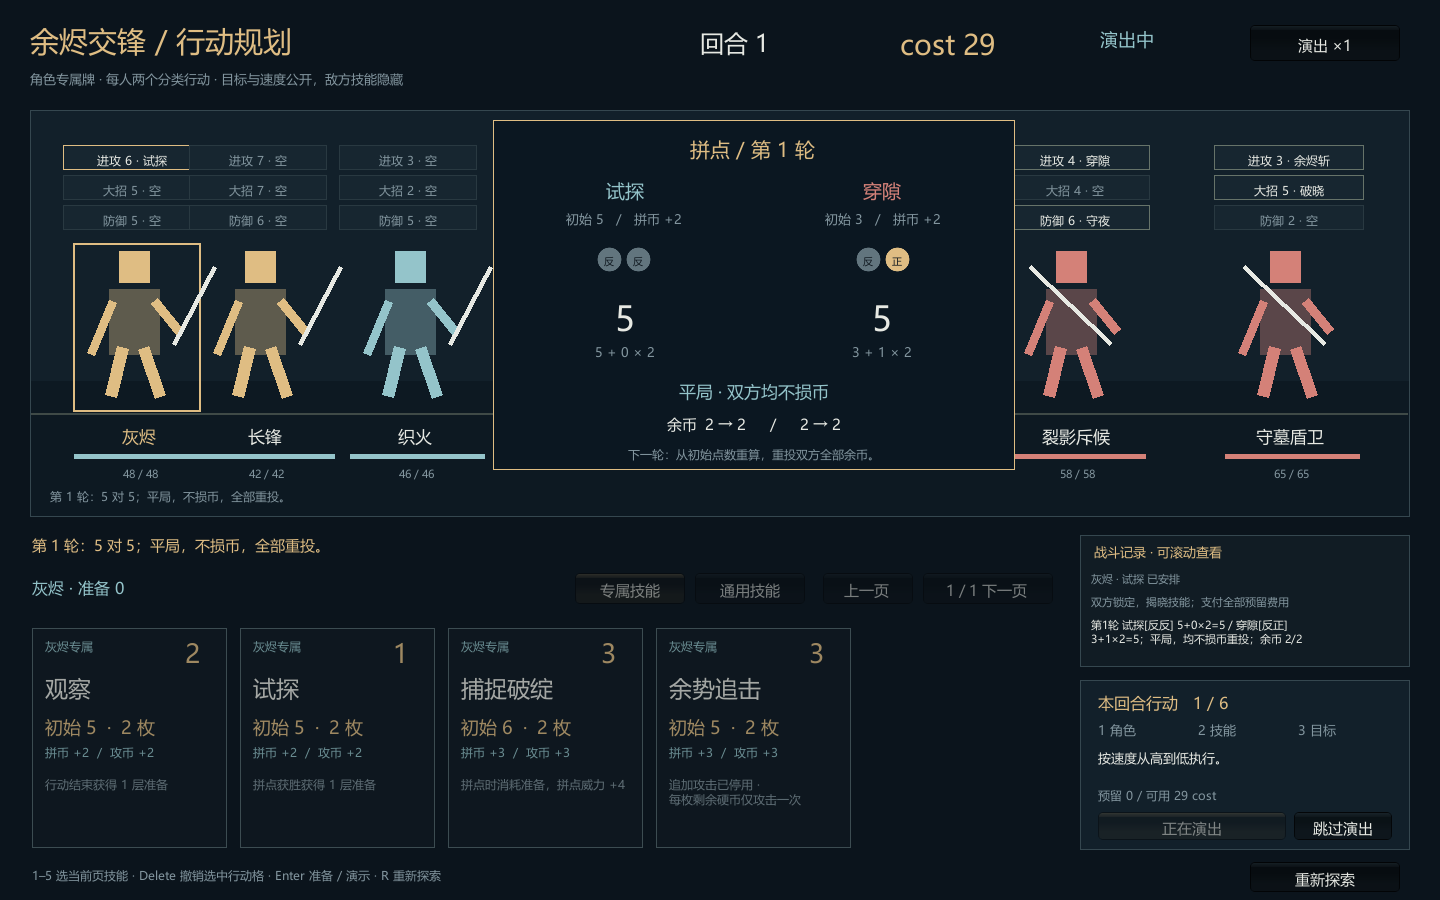 余烬交锋 / 行动规划
回合 1
cost 29
演出中
演出 ×1
角色专属牌 · 每人两个分类行动 · 目标与速度公开，敌方技能隐藏
进攻 6 · 试探
进攻 7 · 空
进攻 3 · 空
大招 5 · 空
大招 7 · 空
大招 2 · 空
防御 5 · 空
防御 6 · 空
防御 5 · 空
拼点 / 第 1 轮
试探
穿隙
初始 5 / 拼币 +2
初始 3 / 拼币 +2
反 反
反 正
5
5
5 + 0 × 2
3 + 1 × 2
平局 · 双方均不损币
余币 2 → 2 / 2 → 2
下一轮：从初始点数重算，重投双方全部余币。
进攻 4 · 穿隙
进攻 3 · 余烬斩
大招 4 · 空
大招 5 · 破晓
防御 6 · 守夜
防御 2 · 空
灰烬
长锋
织火
裂影斥候
守墓盾卫
48 / 48
42 / 42
46 / 46
58 / 58
65 / 65
第 1 轮：5 对 5；平局，不损币，全部重投。
第 1 轮：5 对 5；平局，不损币，全部重投。
灰烬 · 准备 0
专属技能
通用技能
上一页
1 / 1 下一页
灰烬专属
2
观察
初始 5 · 2 枚
拼币 +2 / 攻币 +2
行动结束获得 1 层准备
灰烬专属
1
试探
初始 5 · 2 枚
拼币 +2 / 攻币 +2
拼点获胜获得 1 层准备
灰烬专属
3
捕捉破绽
初始 6 · 2 枚
拼币 +3 / 攻币 +3
拼点时消耗准备，拼点威力 +4
灰烬专属
3
余势追击
初始 5 · 2 枚
拼币 +3 / 攻币 +3
追加攻击已停用 ·
每枚剩余硬币仅攻击一次
战斗记录 · 可滚动查看
灰烬 · 试探 已安排
双方锁定，揭晓技能；支付全部预留费用
第1轮 试探[反反] 5+0×2=5 / 穿隙[反正]
3+1×2=5；平局，均不损币重投；余币 2/2
本回合行动 1 / 6
1 角色
2 技能
3 目标
按速度从高到低执行。
预留 0 / 可用 29 cost
正在演出
跳过演出
1–5 选当前页技能 · Delete 撤销选中行动格 · Enter 准备 / 演示 · R 重新探索
重新探索